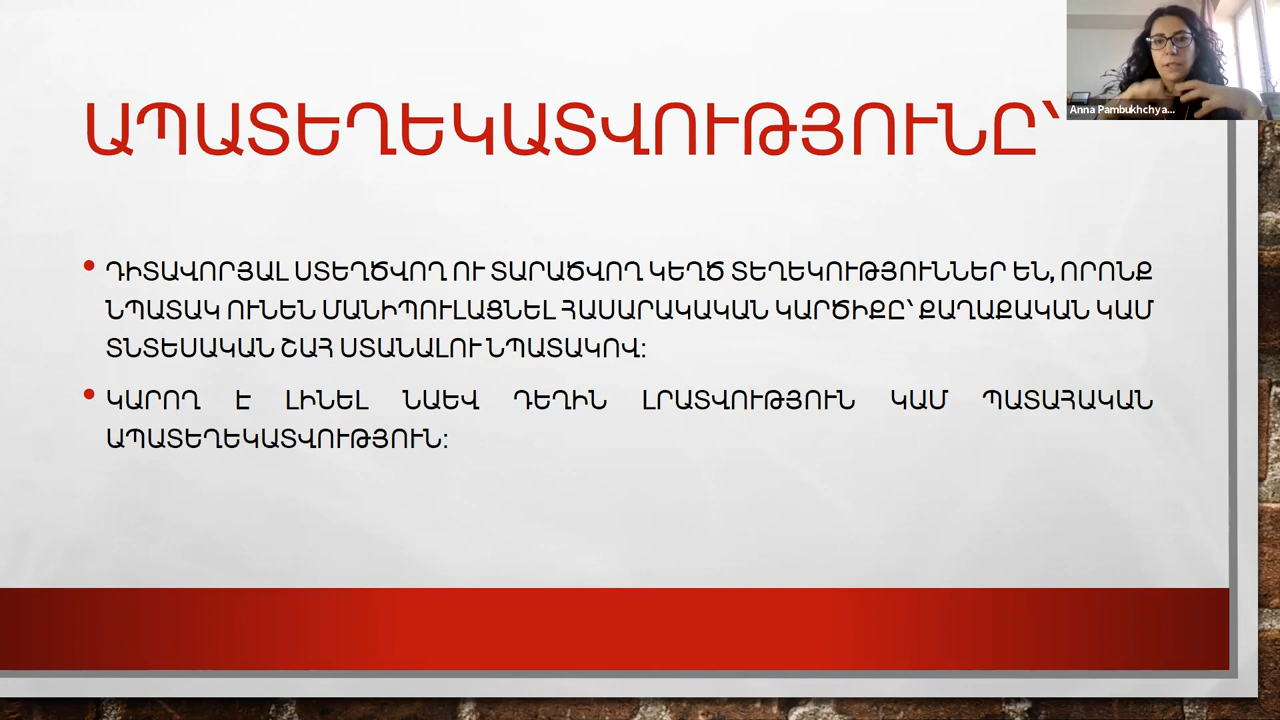 ԱՊԱՏԵՂԵԿԱՏՎՈՒԹՅՈՒՆԸ՝
Anna Pambukhchya...
• ԴԻՏԱՎՈՐՅԱԼ ՍՏԵՂԾՎՈՂ ՈՒ ՏԱՐԱԾՎՈՂ ԿԵՂԾ ՏԵՂԵԿՈՒԹՅՈՒՆՆԵՐ ԵՆ, ՈՐՈՆՔ
ՆՊԱՏԱԿ ՈՒՆԵՆ ՄԱՆԻՊՈՒԼԱՑՆԵԼ ՀԱՍԱՐԱԿԱԿԱՆ ԿԱՐԾԻՔԸ՝ ՔԱՂԱՔԱԿԱՆ ԿԱՄ
ՏՆՏԵՍԱԿԱՆ ՇԱՀ ՍՏԱՆԱԼՈՒ ՆՊԱՏԱԿՈՎ:
• ԿԱՐՈՂ Է ԼԻՆԵԼ ՆԱԵՎ ԴԵՂԻՆ ԼՐԱՏՎՈՒԹՅՈՒՆ ԿԱՄ ՊԱՏԱՀԱԿԱՆ
ԱՊԱՏԵՂԵԿԱՏՎՈՒԹՅՈՒՆ: